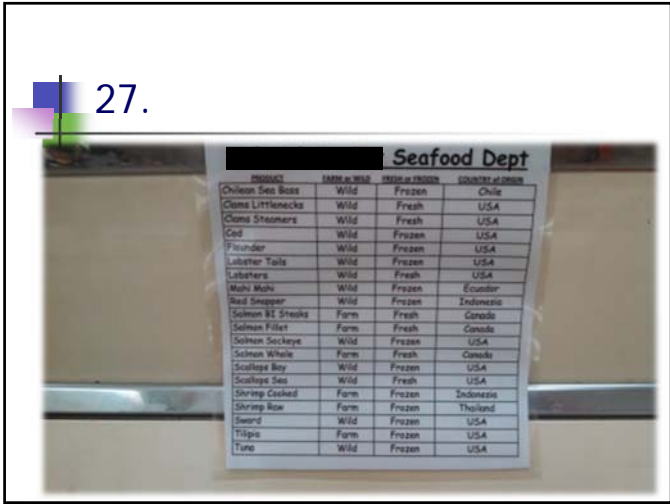 27.
Seafood Dept
PRODUCT FARM or WILD FRESH or FROZEN COUNTRY of ORIGIN
Chilean Sea Bass Wild Frozen Chile
Clams Littlenecks Wild Fresh USA
Clams Steamers Wild Fresh USA
Cod Wild Frozen USA
Flounder Wild Frozen USA
Lobster Tails Wild Frozen USA
Lobsters Wild Fresh USA
Mahi Mahi Wild Frozen Ecuador
Red Snapper Wild Frozen Indonesia
Salmon BI Steaks Farm Fresh Canada
Salmon Fillet Farm Fresh Canada
Salmon Sockeye Wild Frozen USA
Salmon Whole Farm Fresh Canada
Scallops Bay Wild Frozen USA
Scallops Sea Wild Fresh USA
Shrimp Cooked Farm Frozen Indonesia
Shrimp Raw Farm Frozen Thailand
Sword Wild Frozen USA
Tilipia Farm Frozen USA
Tuna Wild Frozen USA